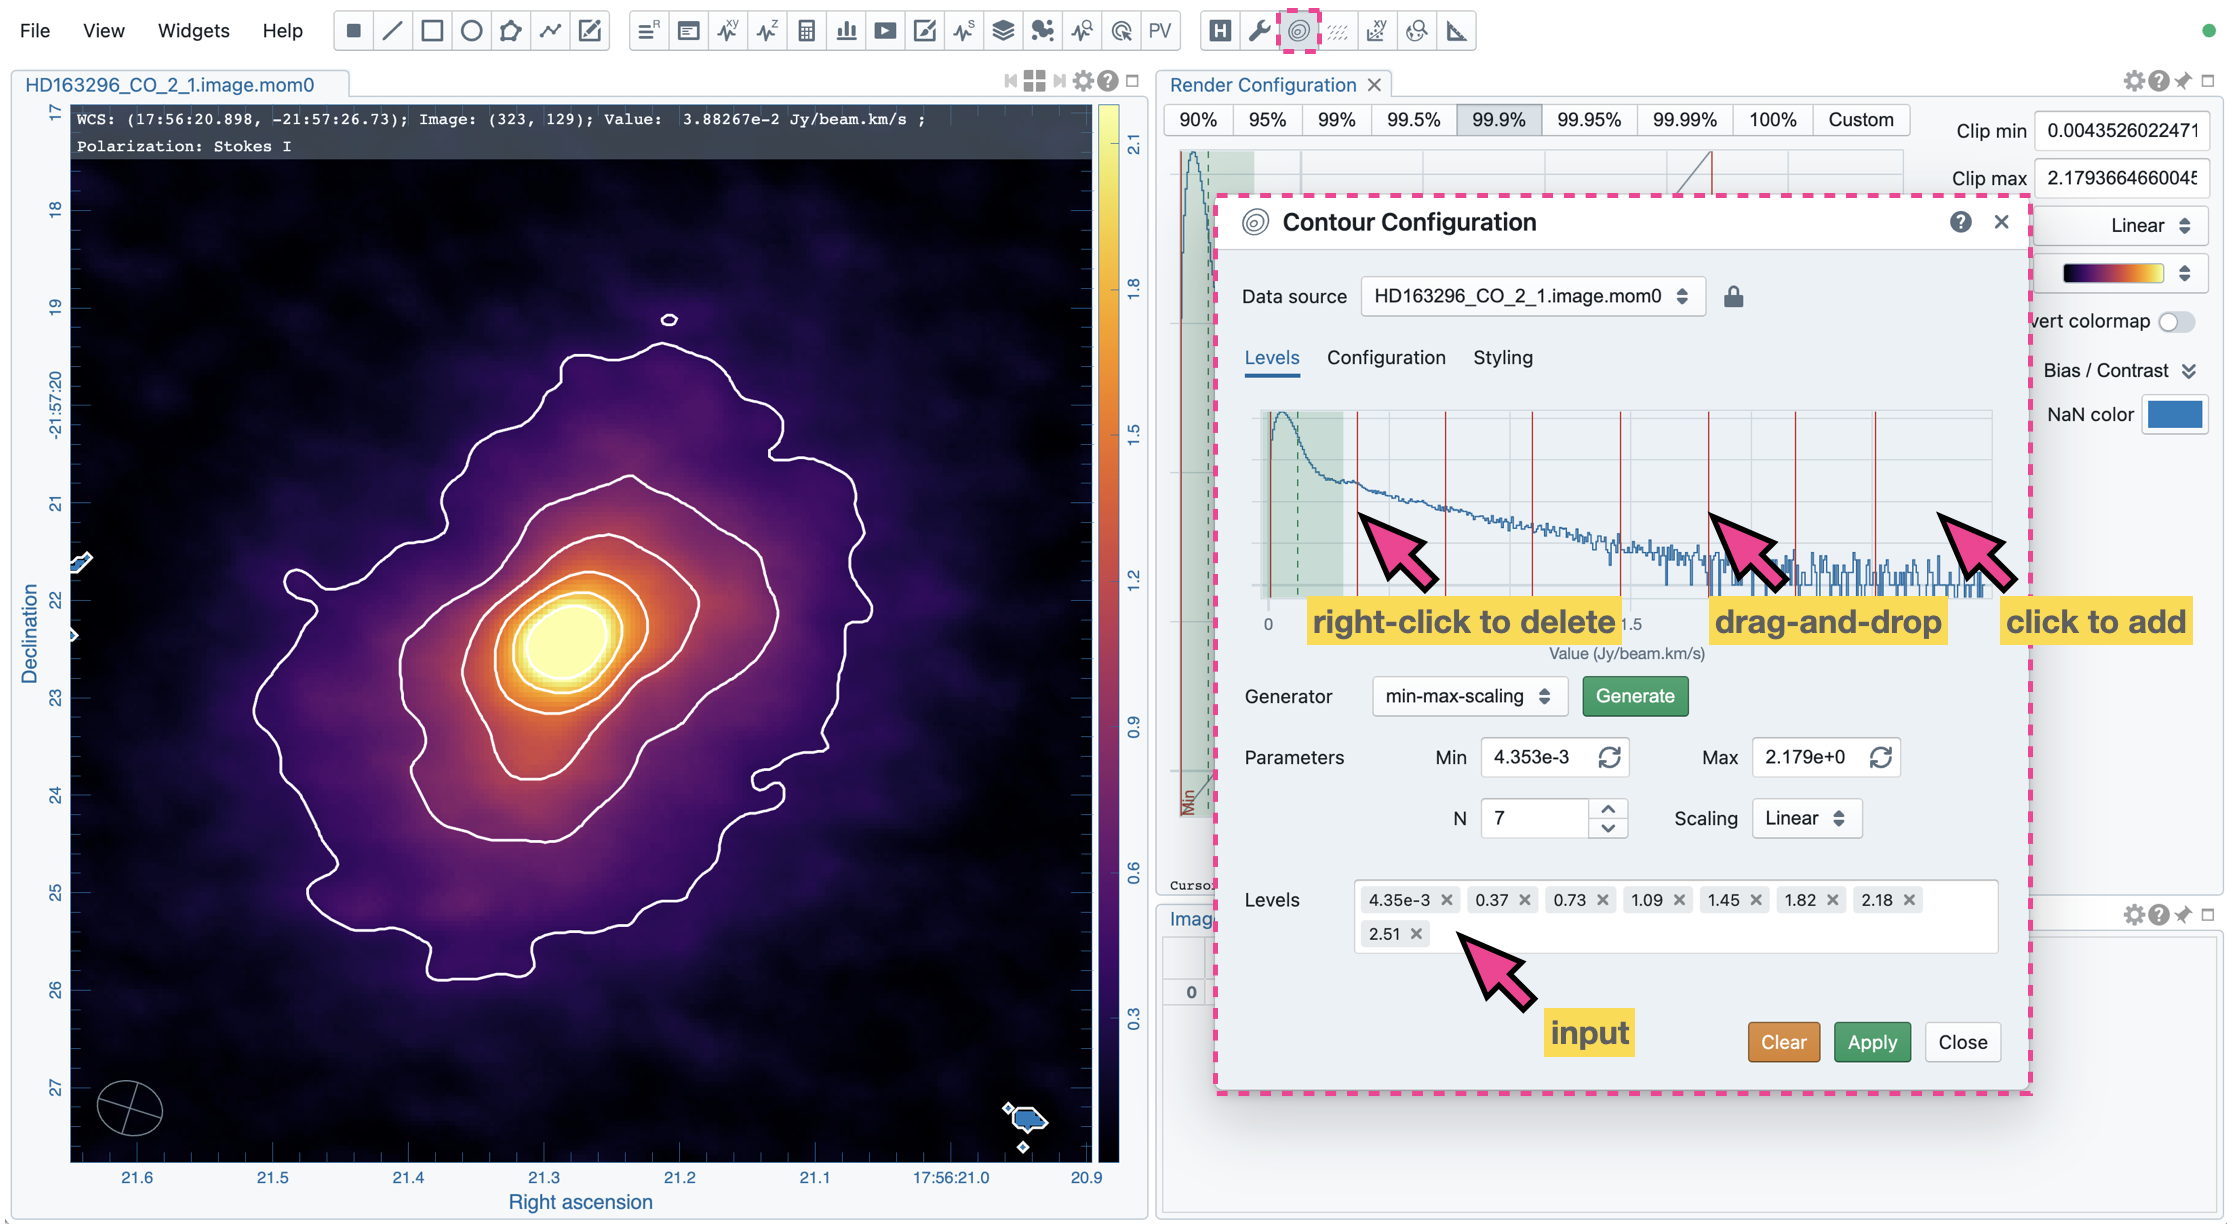 File View Widgets Help
PV
HD163296_CO_2_1.image.mom0
WCS: (17:56:20.898, -21:57:26.73); Image: (323, 129); Value:  3.88267e-2 Jy/beam.km/s ;
Polarization: Stokes I
17
18
19
-21:57:20
21
22
23
24
25
26
27
Declination
21.6 21.5 21.4 21.3 21.2 21.1 17:56:21.0 20.9
Right ascension
2.1
1.8
1.5
1.2
0.9
0.6
0.3
Render Configuration
90% 95% 99% 99.5% 99.9% 99.95% 99.99% 100% Custom
Clip min 0.0043526022471
Clip max 2.1793664660045
Linear
vert colormap
Bias / Contrast
NaN color
Min
Curso
Imag
0
Contour Configuration
Data source HD163296_CO_2_1.image.mom0
Levels Configuration Styling
right-click to delete
drag-and-drop
click to add
0 1.5
Value (Jy/beam.km/s)
Generator min-max-scaling Generate
Parameters Min 4.353e-3 Max 2.179e+0
N 7 Scaling Linear
Levels 4.35e-3 0.37 0.73 1.09 1.45 1.82 2.18
2.51
input
Clear Apply Close